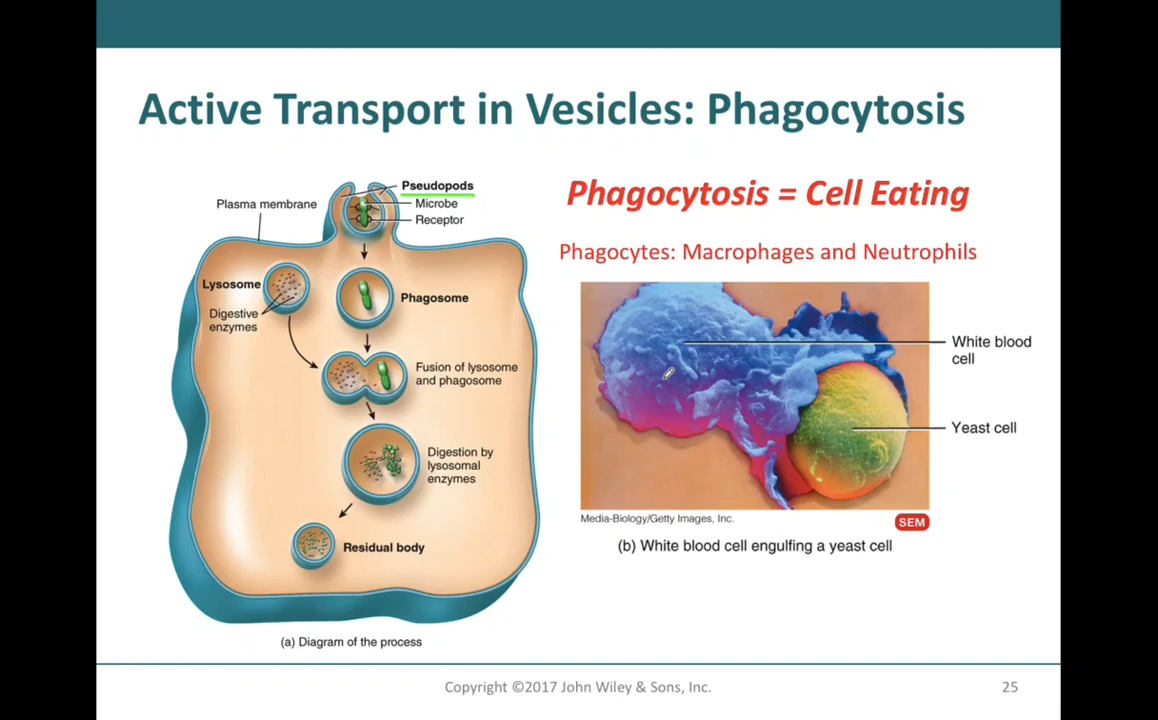 Active Transport in Vesicles: Phagocytosis
Plasma membrane
Pseudopods
Microbe
Receptor
Lysosome
Digestive
enzymes
Phagosome
Fusion of lysosome
and phagosome
Digestion by
lysosomal
enzymes
Residual body
(a) Diagram of the process
Phagocytosis = Cell Eating
Phagocytes: Macrophages and Neutrophils
White blood
cell
Yeast cell
Media-Biology/Getty Images, Inc.
SEM
(b) White blood cell engulfing a yeast cell
Copyright ©2017 John Wiley & Sons, Inc.
25